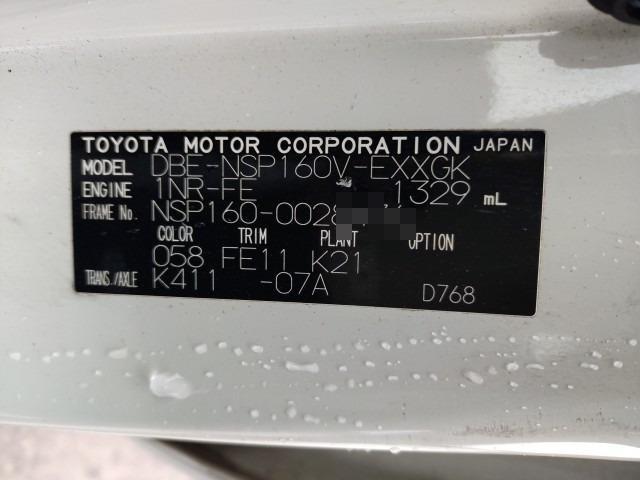 TOYOTA MOTOR CORPORATION JAPAN
MODEL DBE-NSP160V-EXXGK
ENGINE 1NR-FE 1329 mL
FRAME No. NSP160-0028
COLOR TRIM PLANT OPTION
058 FE11 K21
TRANS./AXLE K411 -07A D768